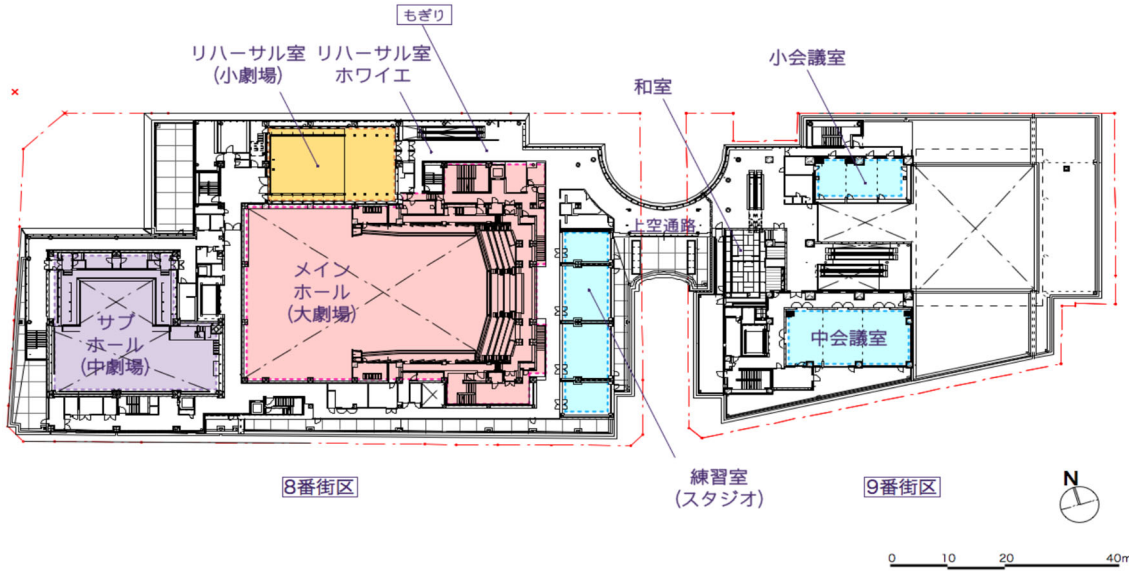 もぎり
リハーサル室
(小劇場)
リハーサル室
ホワイエ
小会議室
和室
上空通路
メイン
ホール
(大劇場)
サブ
ホール
(中劇場)
中会議室
練習室
(スタジオ)
8番街区
9番街区
N
0 10 20 40m